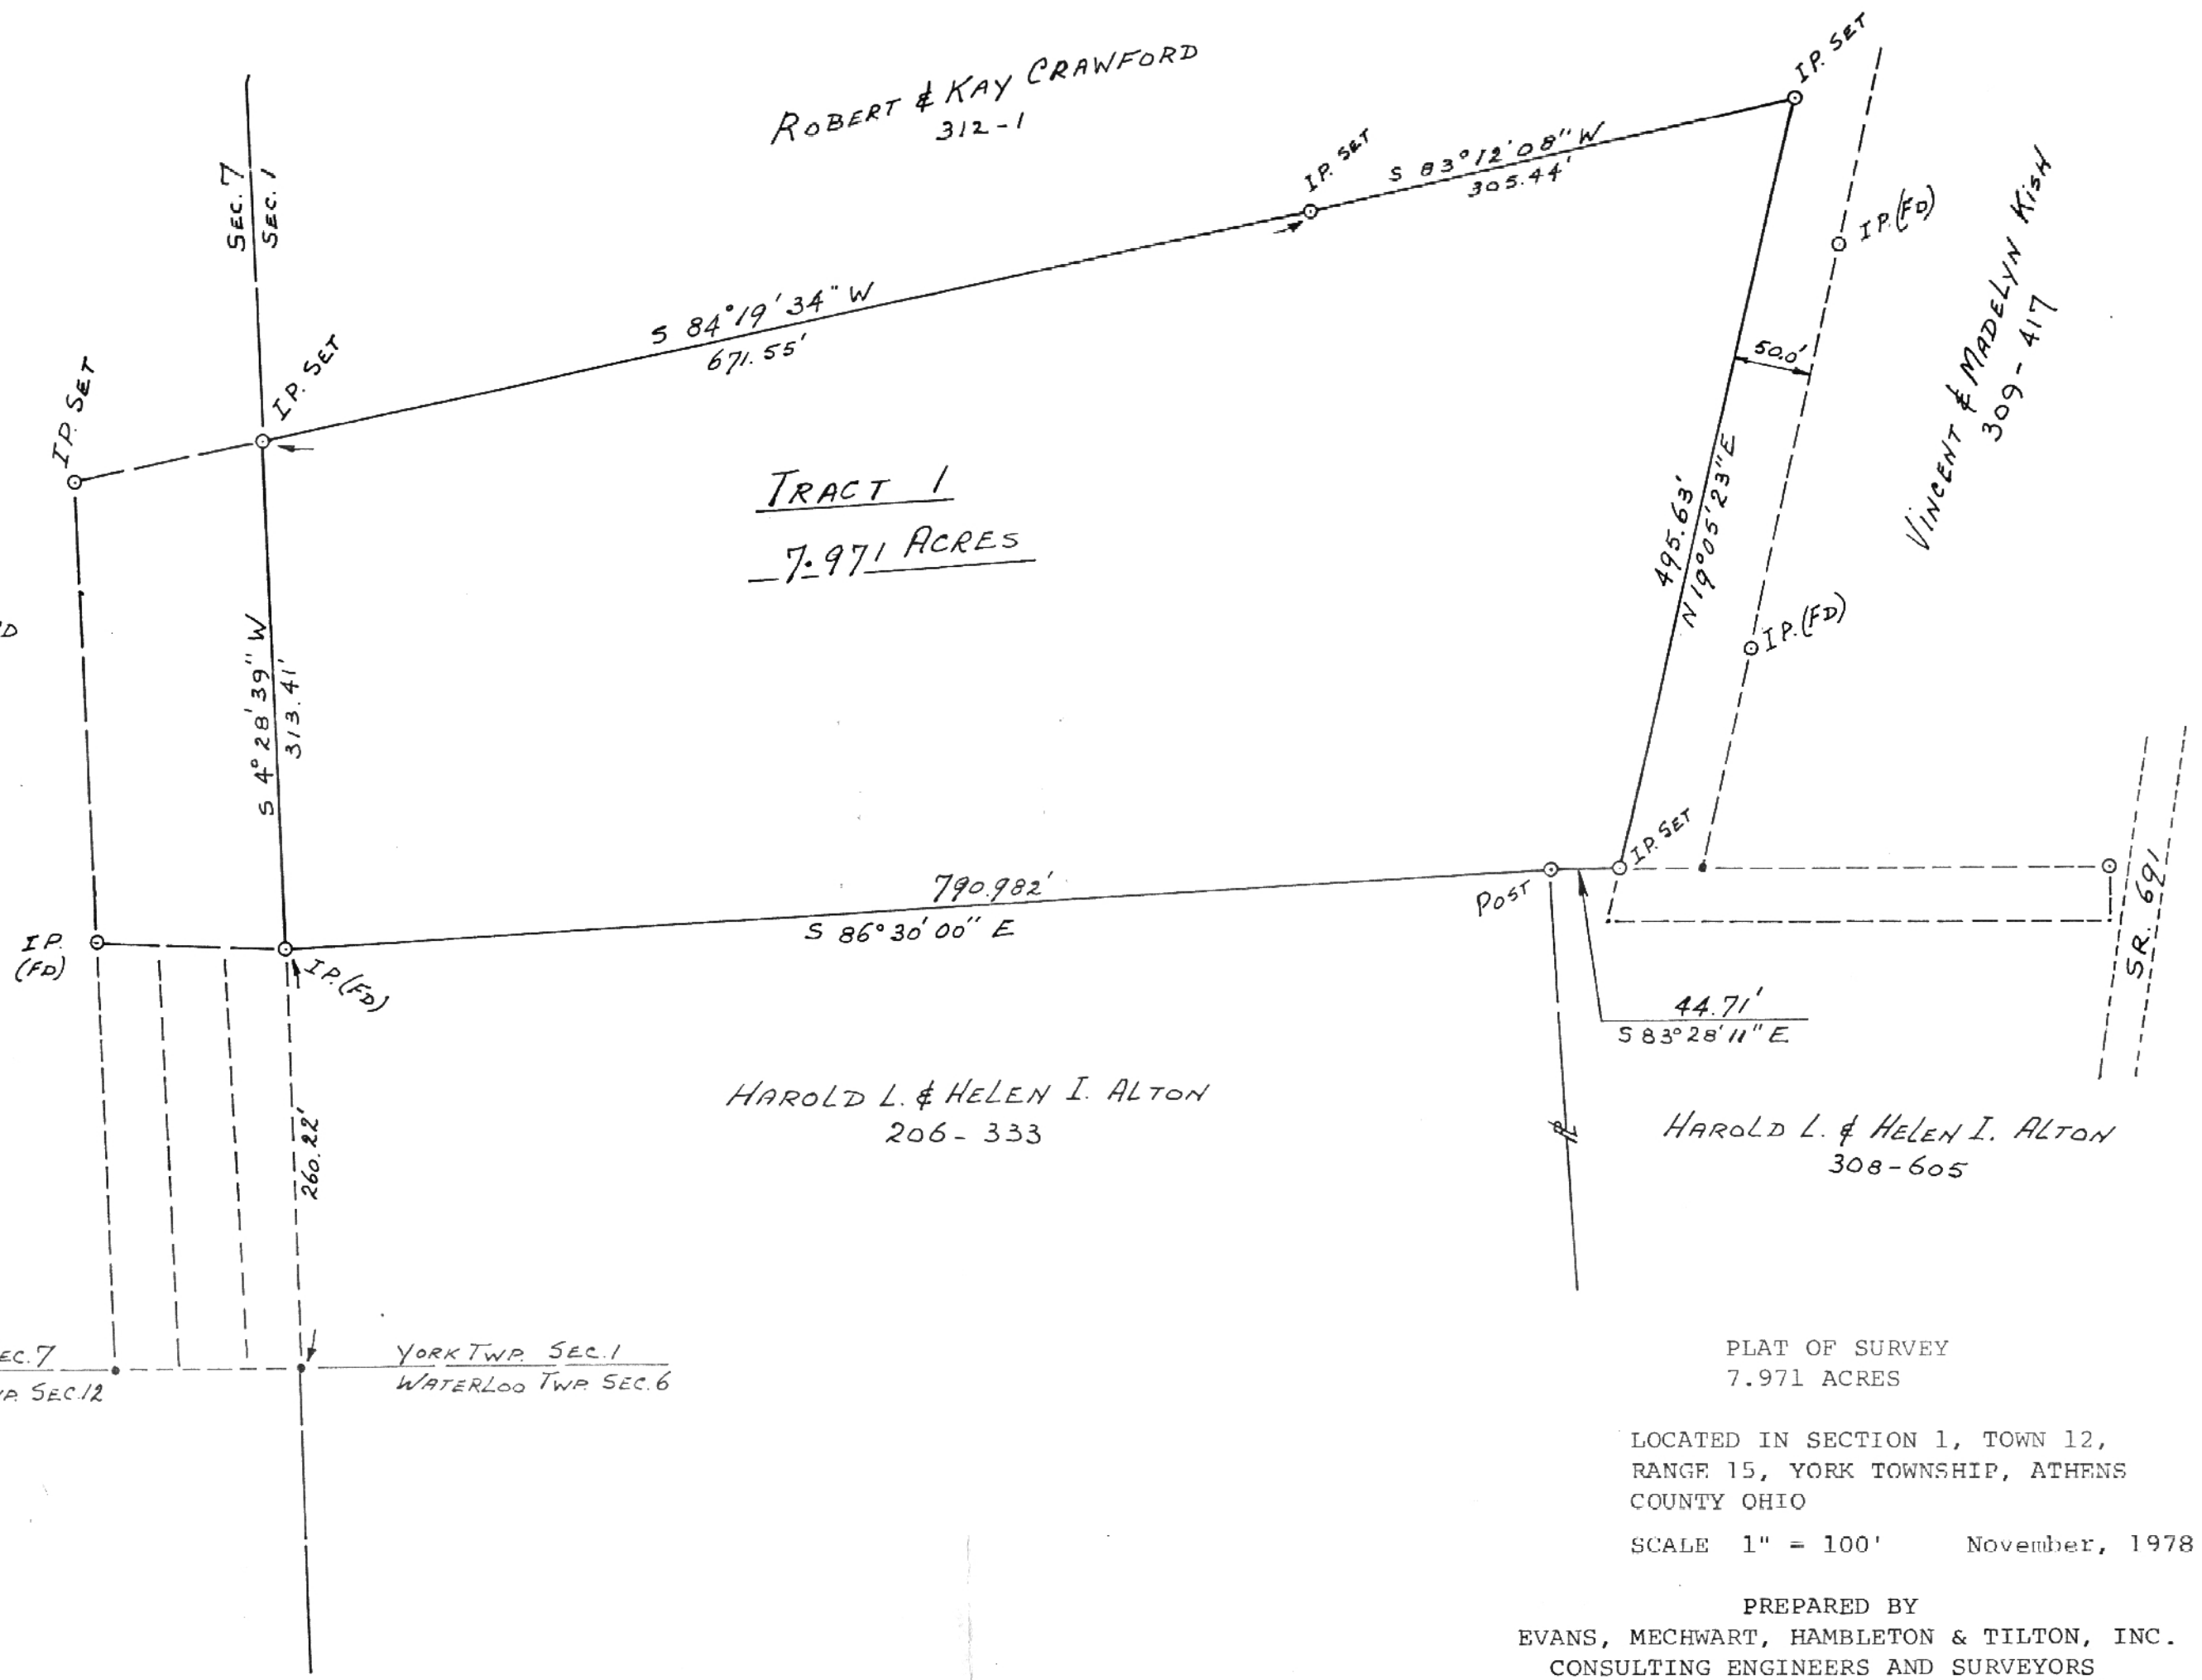 ROBERT & KAY CRAWFORD
312-1
I.P. SET
I.P. SET
S 83°12'08" W
305.44'
SEC. 7
SEC. 1
S 84°19'34" W
671.55'
I.P. (FD)
VINCENT & MADELYN KISH
309-417
50.0'
I.P. SET
I.P. SET
TRACT 1
7.971 ACRES
495.63'
N 19°05'23" E
I.P. (FD)
S 4°28'39" W
313.41'
I.P. SET
790.982'
S 86°30'00" E
POST
I.P.
(FD)
I.P. (FD)
SR. 691
44.71'
S 83°28'11" E
HAROLD L. & HELEN I. ALTON
206-333
HAROLD L. & HELEN I. ALTON
308-605
260.22'
EC. 7
P. SEC. 12
YORK TWP. SEC. 1
WATERLOO TWP. SEC. 6
PLAT OF SURVEY
7.971 ACRES
LOCATED IN SECTION 1, TOWN 12,
RANGE 15, YORK TOWNSHIP, ATHENS
COUNTY OHIO
SCALE 1" = 100' November, 1978
PREPARED BY
EVANS, MECHWART, HAMBLETON & TILTON, INC.
CONSULTING ENGINEERS AND SURVEYORS